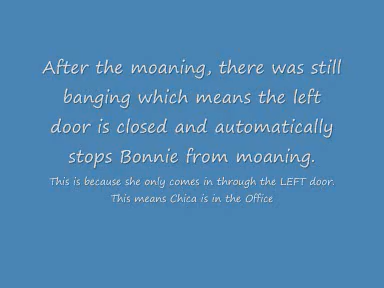 After the moaning, there was still
banging which means the left
door is closed and automatically
stops Bonnie from moaning.
This is because she only comes in through the LEFT door.
This means Chica is in the Office